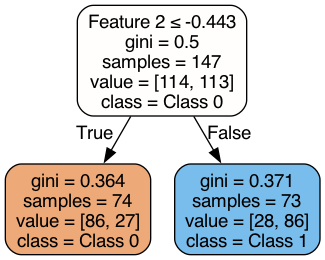 Feature 2 ≤ -0.443
gini = 0.5
samples = 147
value = [114, 113]
class = Class 0
True
False
gini = 0.364
samples = 74
value = [86, 27]
class = Class 0
gini = 0.371
samples = 73
value = [28, 86]
class = Class 1